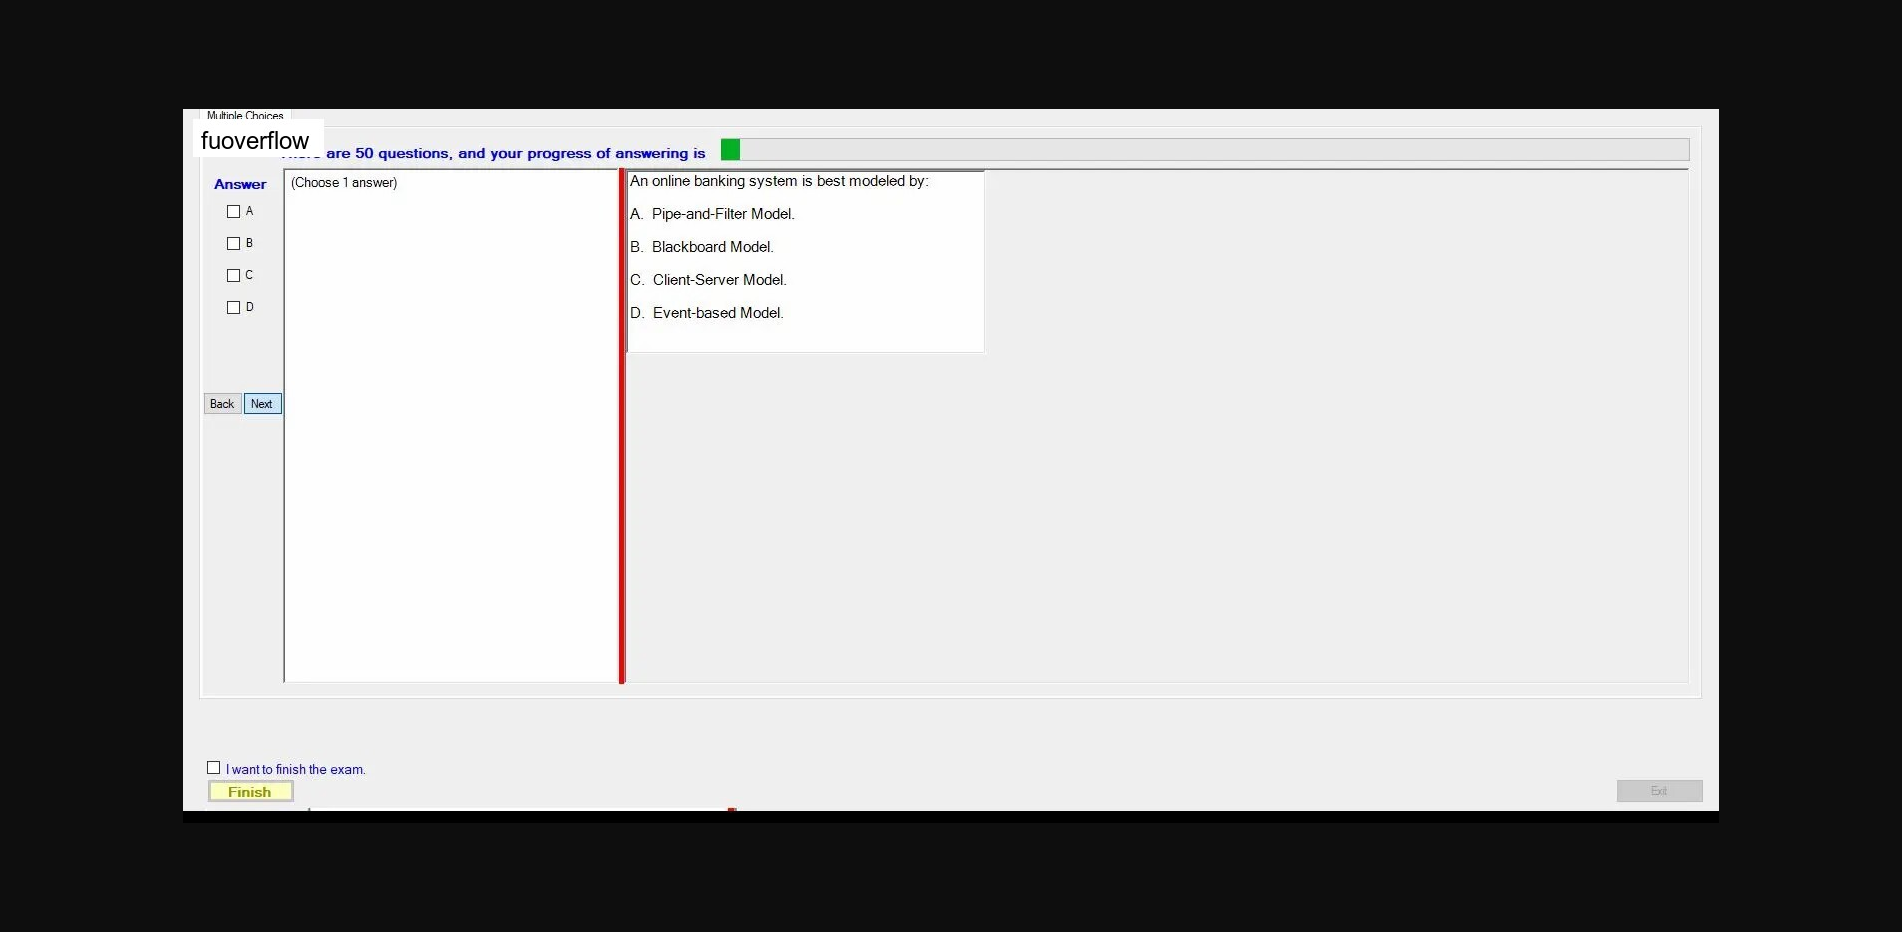 Multiple Choices
fuoverflow
are 50 questions, and your progress of answering is
Answer
A
B
C
D
Back Next
(Choose 1 answer)
An online banking system is best modeled by:
A. Pipe-and-Filter Model.
B. Blackboard Model.
C. Client-Server Model.
D. Event-based Model.
I want to finish the exam.
Finish
Exit